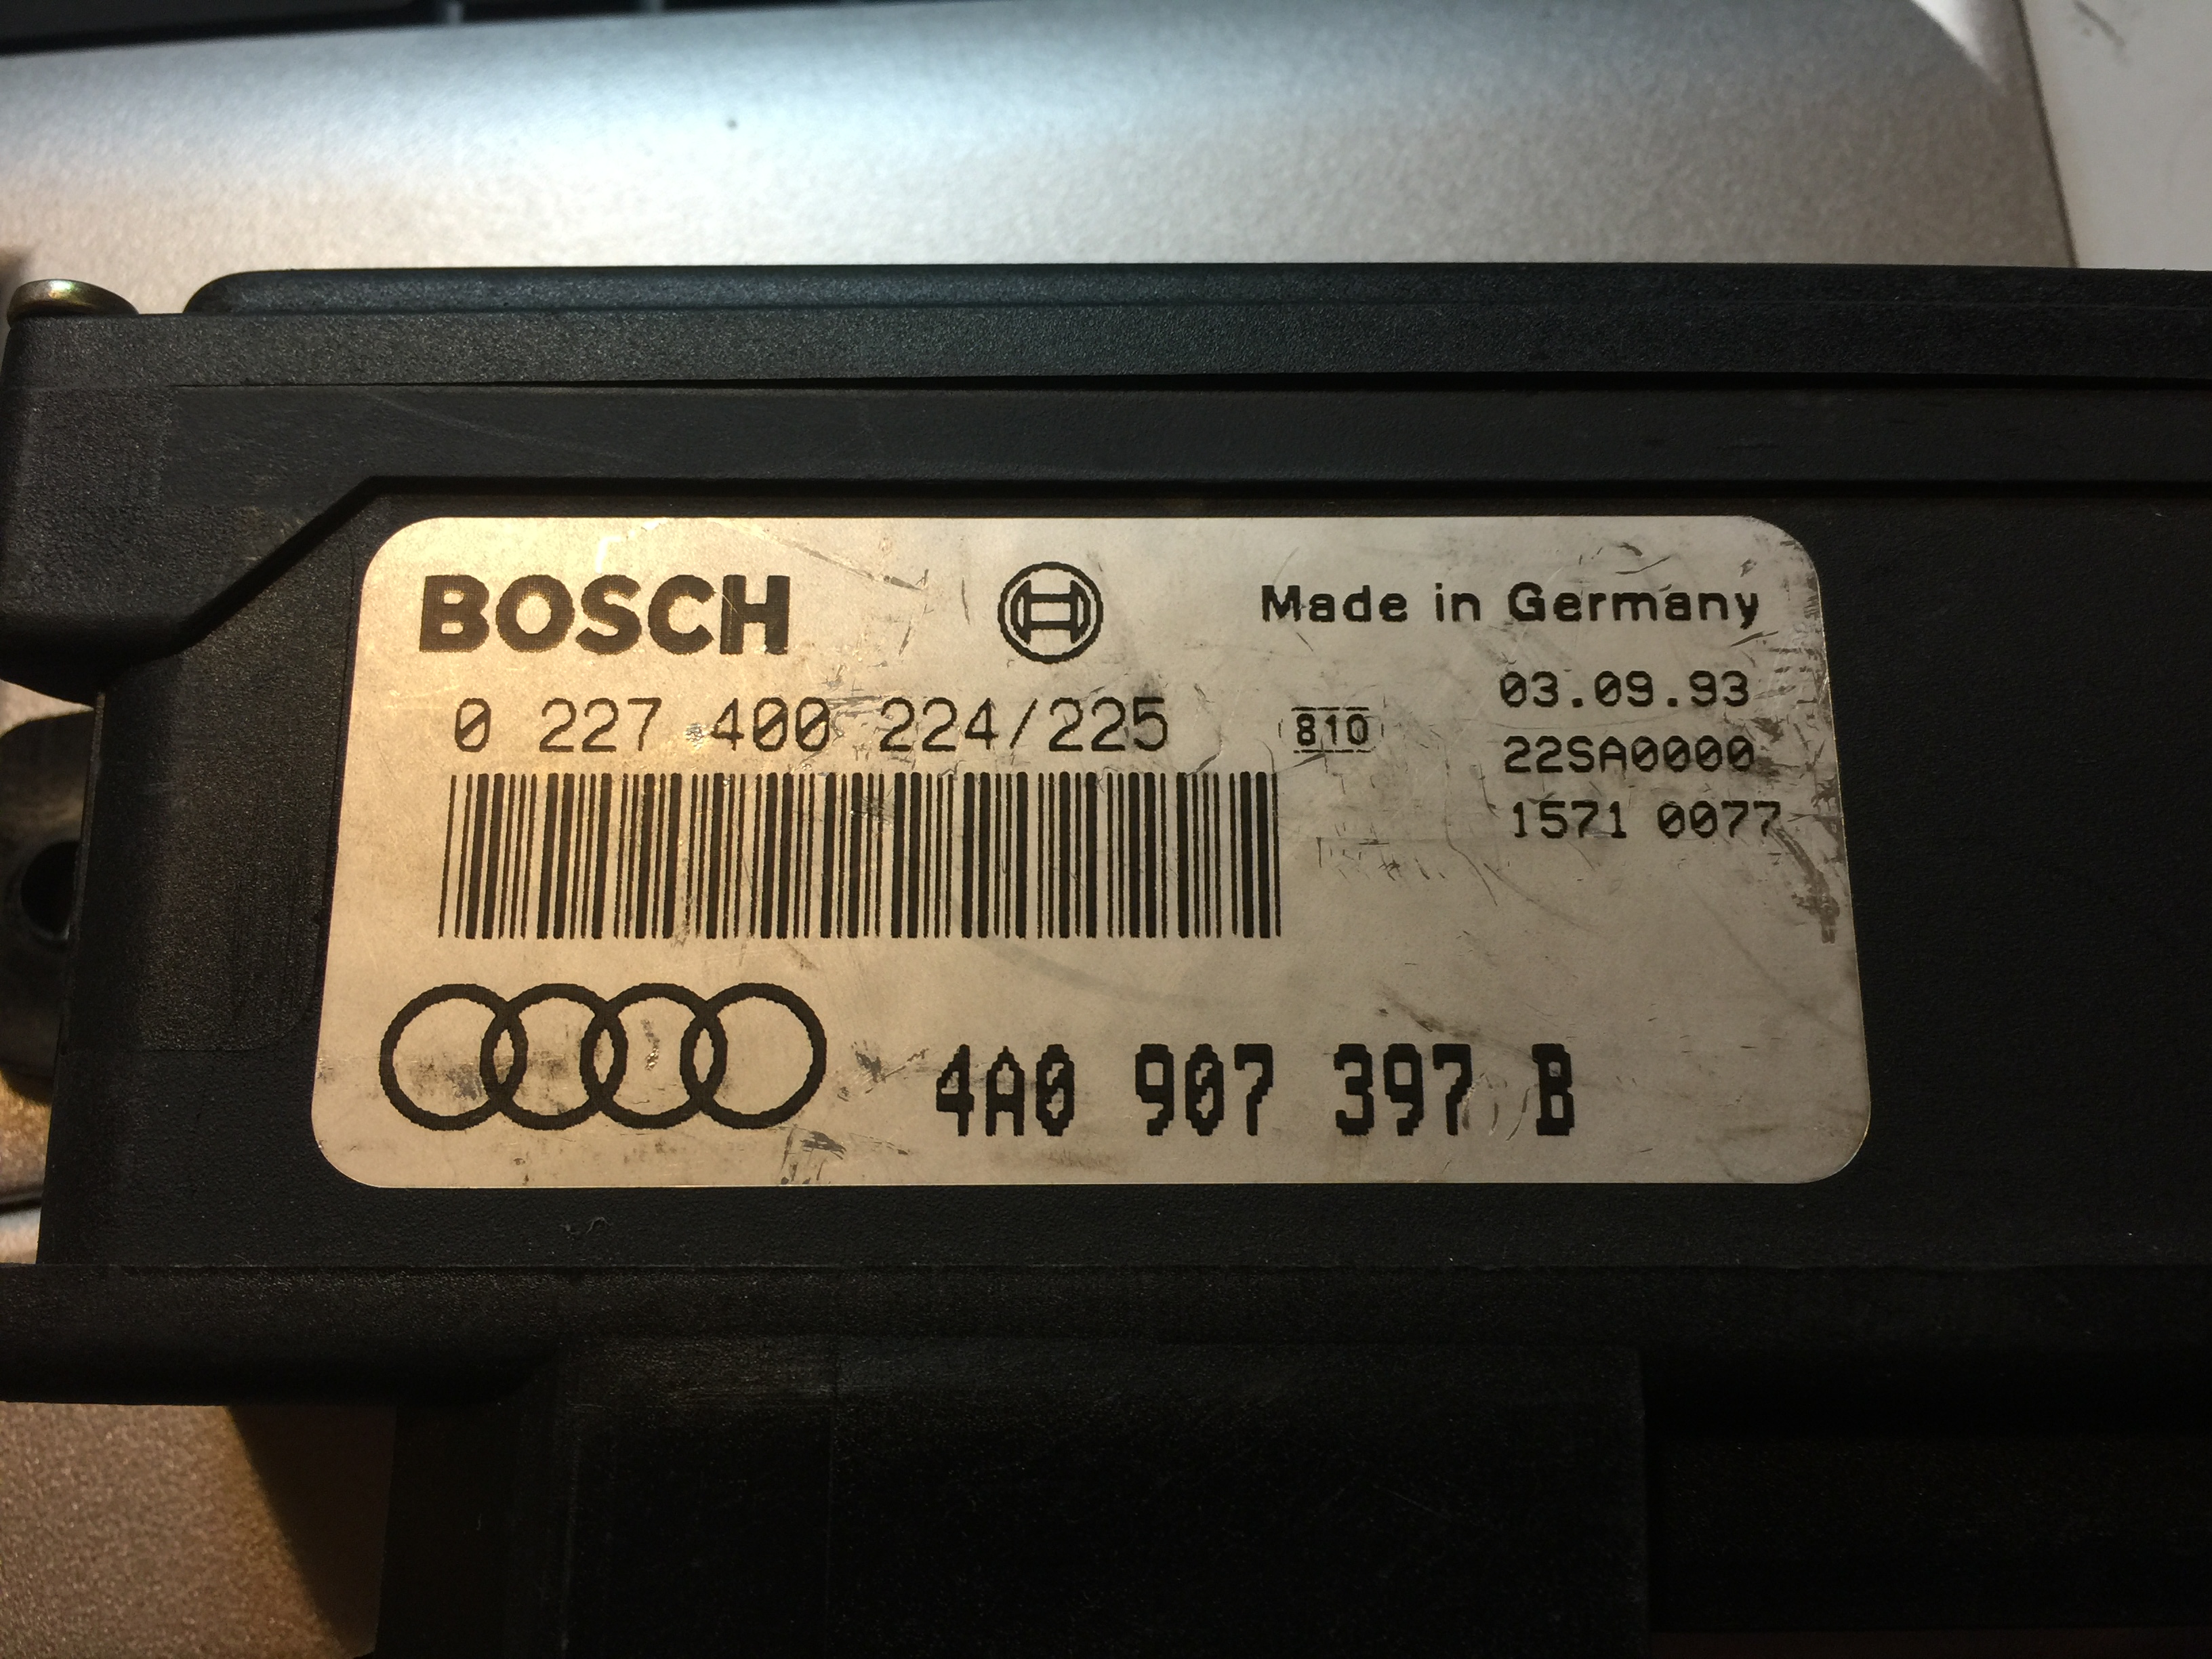 BOSCH
Made in Germany
03.09.93
0 227 400 224/225
810
22SA0000
1571 0077
4A0 907 397 B